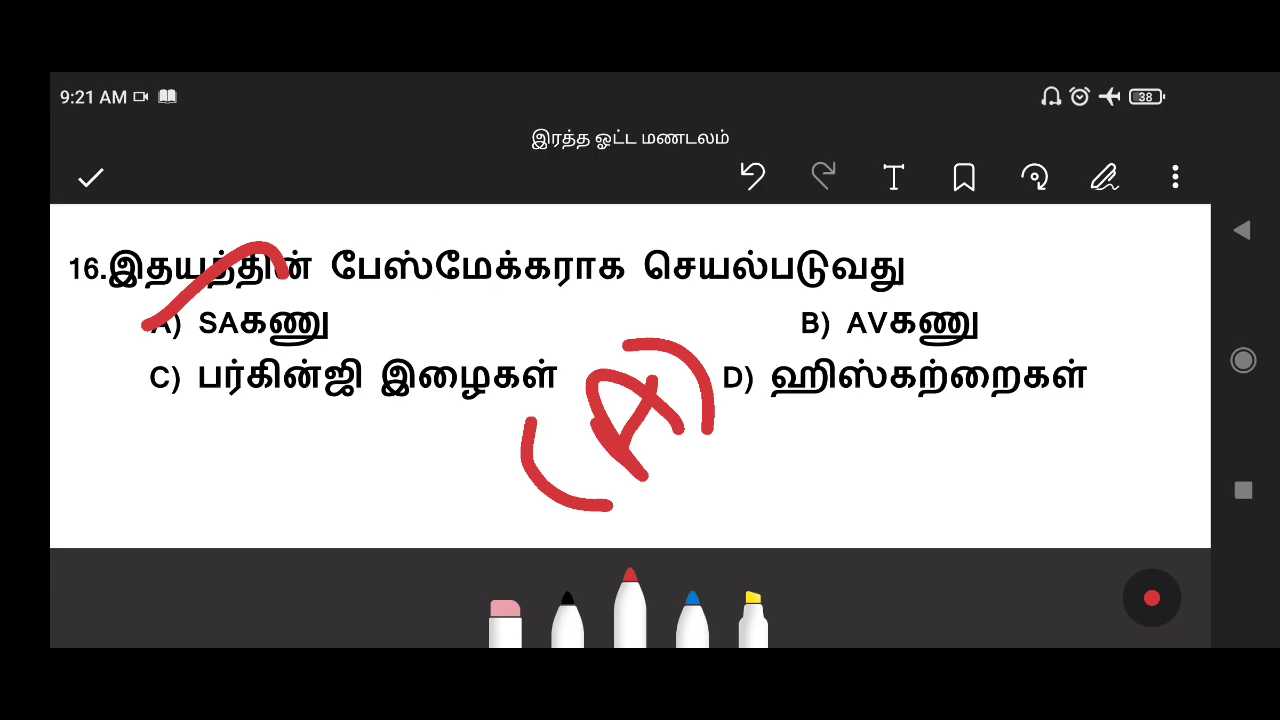 9:21 AM
38
இரத்த ஓட்ட மணடலம்
16.இதயத்தின் பேஸ்மேக்கராக செயல்படுவது
A) SAகணு B) AVகணு
C) பர்கின்ஜி இழைகள் D) ஹிஸ்கற்றைகள்
(A)